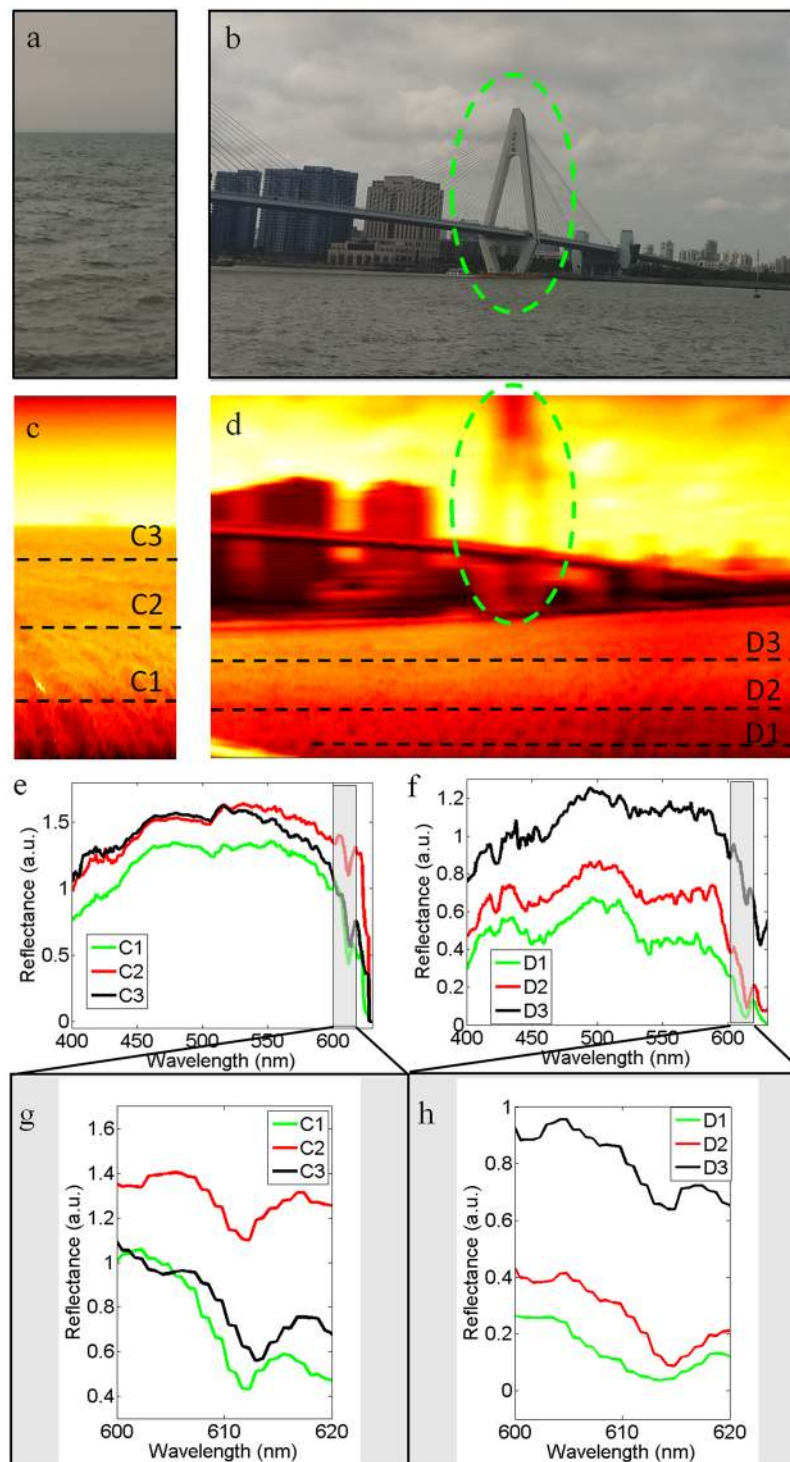 a
b
c
C3
C2
C1
d
D3
D2
D1
e
Reflectance (a.u.)
1.5
1
0.5
0
C1
C2
C3
400 450 500 550 600
Wavelength (nm)
f
Reflectance (a.u.)
1.2
1
0.8
0.6
0.4
0.2
0
D1
D2
D3
400 450 500 550 600
Wavelength (nm)
g
Reflectance (a.u.)
1.6
1.4
1.2
1
0.8
0.6
0.4
C1
C2
C3
600 610 620
Wavelength (nm)
h
Reflectance (a.u.)
1
0.8
0.6
0.4
0.2
0
D1
D2
D3
600 610 620
Wavelength (nm)